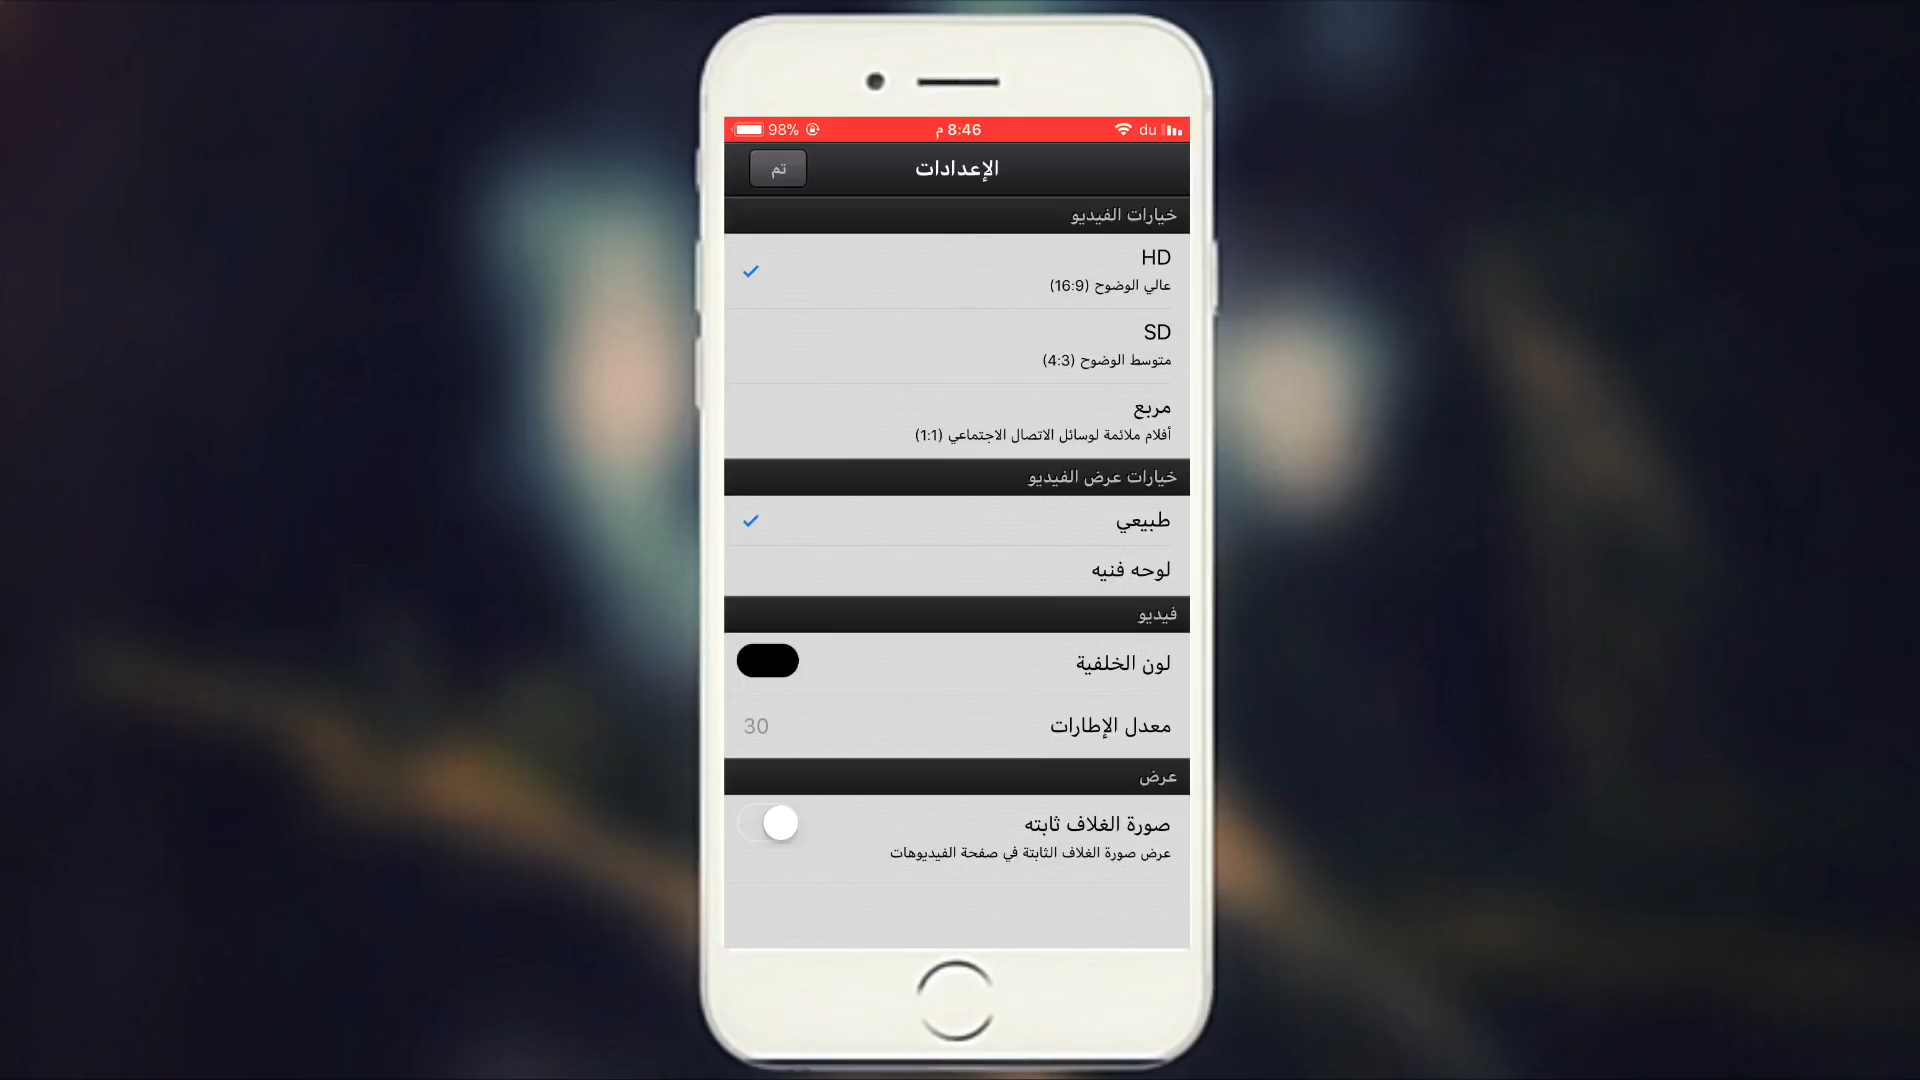 98% 8:46 م du
الإعدادات
تم
خيارات الفيديو
HD
عالي الوضوح (16:9)
SD
متوسط الوضوح (4:3)
مربع
أفلام ملائمة لوسائل الاتصال الاجتماعي (1:1)
خيارات عرض الفيديو
طبيعي
لوحه فنيه
فيديو
لون الخلفية
معدل الإطارات
30
عرض
صورة الغلاف ثابته
عرض صورة الغلاف الثابتة في صفحة الفيديوهات